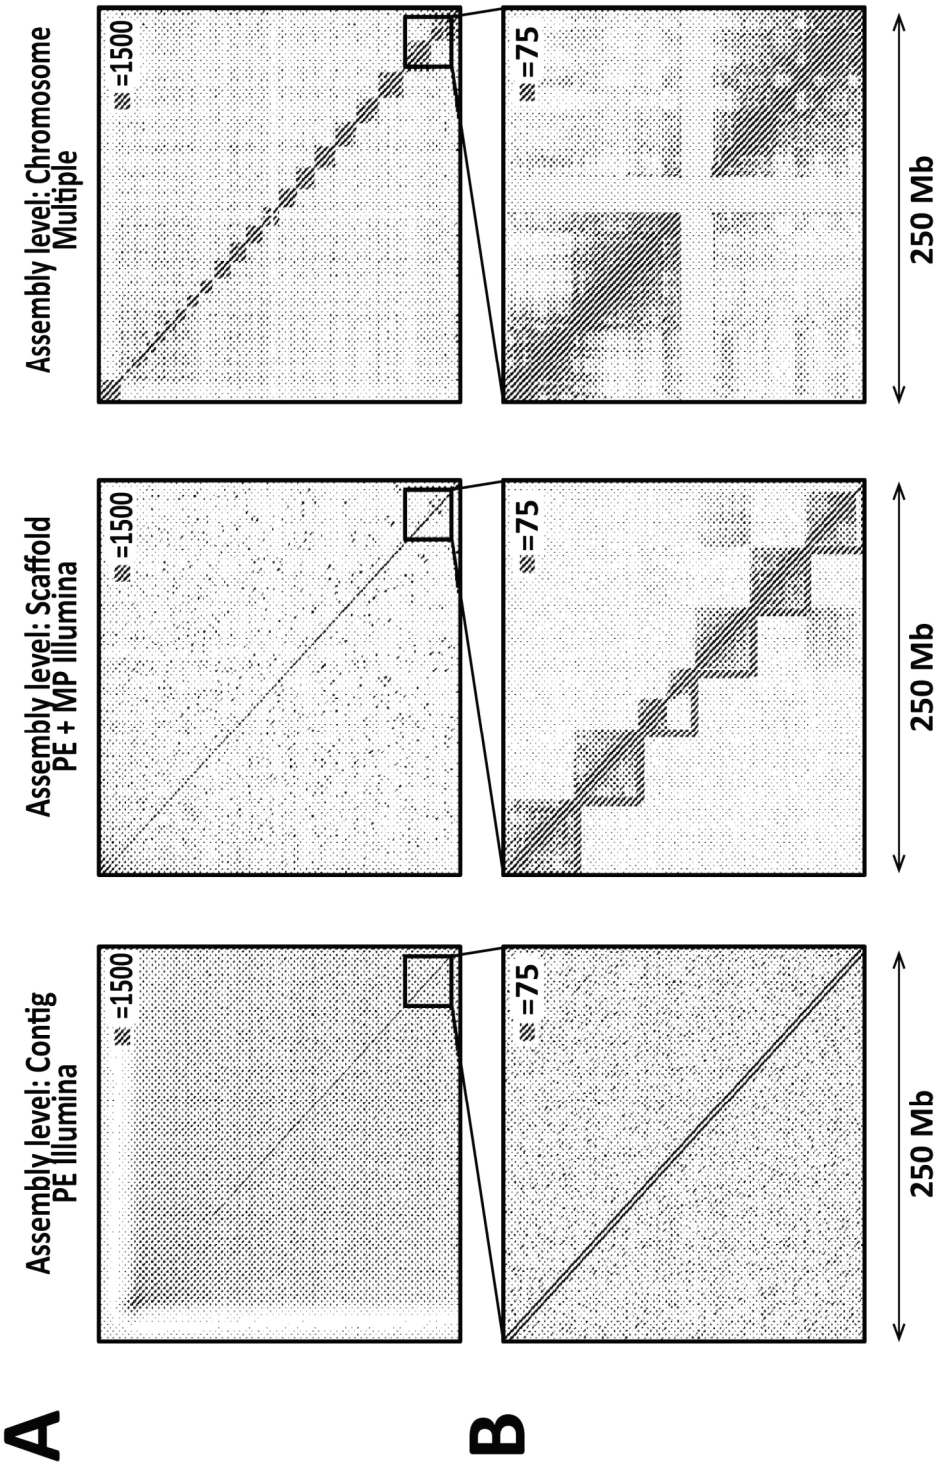 A
Assembly level: Contig
PE Illumina
Assembly level: Scaffold
PE + MP Illumina
Assembly level: Chromosome
Multiple
=1500
=1500
=1500
B
=75
=75
=75
250 Mb
250 Mb
250 Mb